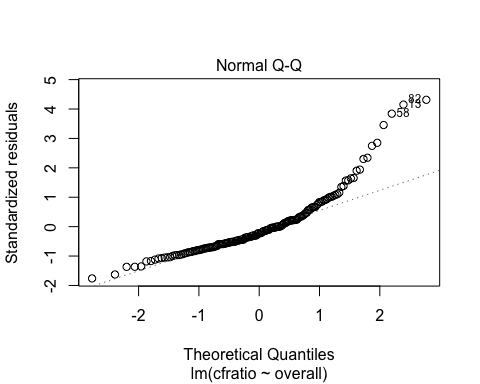 Normal Q-Q
Standardized residuals
5
4
3
2
1
0
-1
-2
82
13
58
-2 -1 0 1 2
Theoretical Quantiles
lm(cfratio ~ overall)